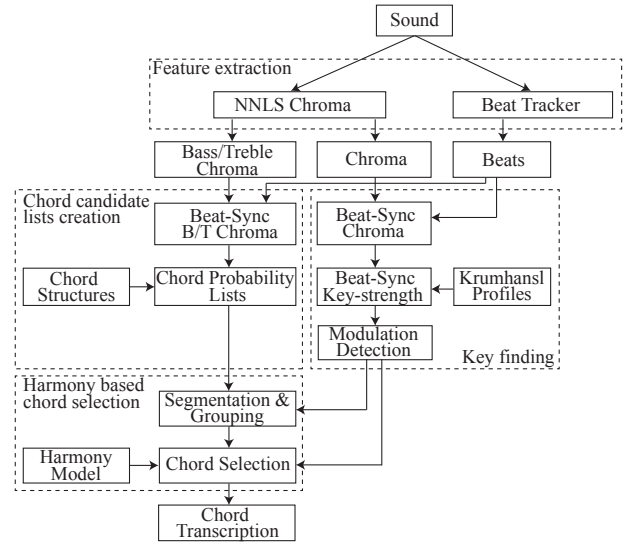 Sound
Feature extraction
NNLS Chroma
Beat Tracker
Bass/Treble
Chroma
Chroma
Beats
Chord candidate
lists creation
Beat-Sync
B/T Chroma
Beat-Sync
Chroma
Chord
Structures
Chord Probability
Lists
Beat-Sync
Key-strength
Krumhansl
Profiles
Modulation
Detection
Key finding
Harmony based
chord selection
Segmentation &
Grouping
Harmony
Model
Chord Selection
Chord
Transcription